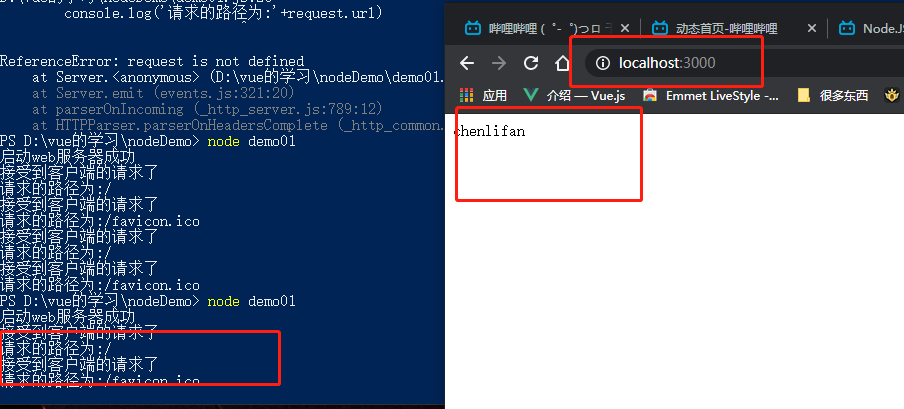 console.log('请求的路径为:'+request.url)
ReferenceError: request is not defined
at Server.<anonymous> (D:\vue的学习\nodeDemo\demo01.
at Server.emit (events.js:321:20)
at parserOnIncoming (_http_server.js:789:12)
at HTTPParser.parserOnHeadersComplete (_http_common.
PS D:\vue的学习\nodeDemo> node demo01
启动web服务器成功
接受到客户端的请求了
请求的路径为:/
接受到客户端的请求了
请求的路径为:/favicon.ico
接受到客户端的请求了
请求的路径为:/
接受到客户端的请求了
请求的路径为:/favicon.ico
PS D:\vue的学习\nodeDemo> node demo01
启动web服务器成功
接受到客户端的请求了
请求的路径为:/
接受到客户端的请求了
请求的路径为:/favicon.ico
哔哩哔哩 ( ゜- ゜)つロ
动态首页-哔哩哔哩
Node.JS
localhost:3000
应用
介绍 — Vue.js
Emmet LiveStyle -...
很多东西
chenlifan